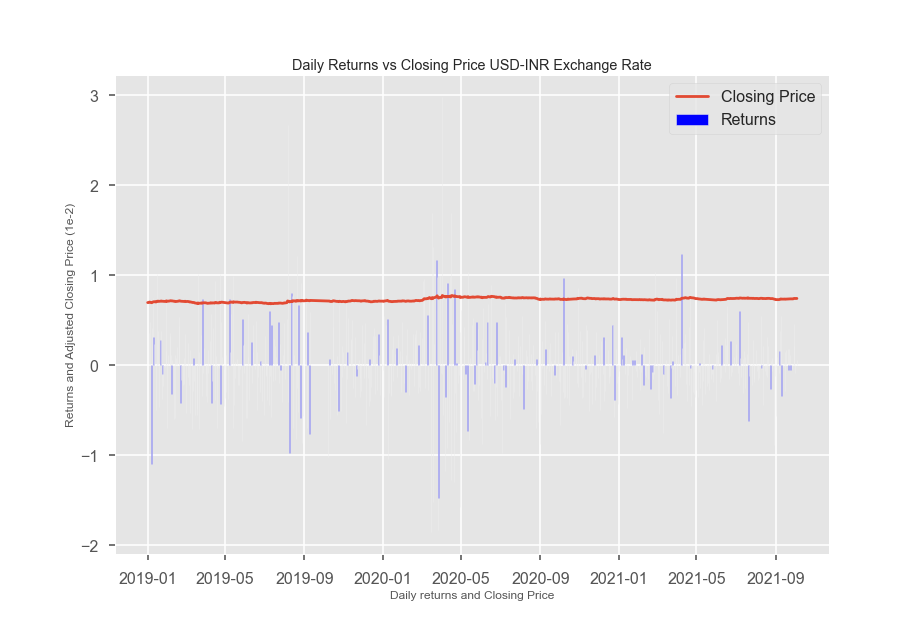 Daily Returns vs Closing Price USD-INR Exchange Rate
Closing Price
Returns
Returns and Adjusted Closing Price (1e-2)
3
2
1
0
−1
−2
2019-01 2019-05 2019-09 2020-01 2020-05 2020-09 2021-01 2021-05 2021-09
Daily returns and Closing Price